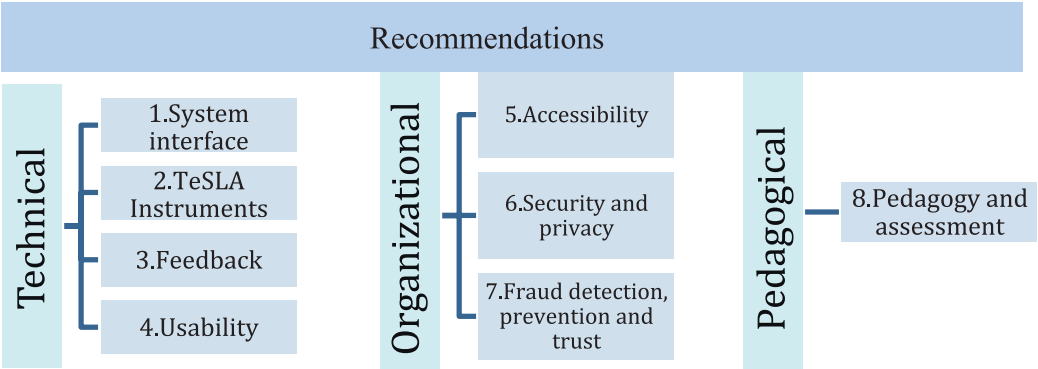 Recommendations
Technical
1.System
interface
2.TeSLA
Instruments
3.Feedback
4.Usability
Organizational
5.Accessibility
6.Security and
privacy
7.Fraud detection,
prevention and
trust
Pedagogical
8.Pedagogy and
assessment